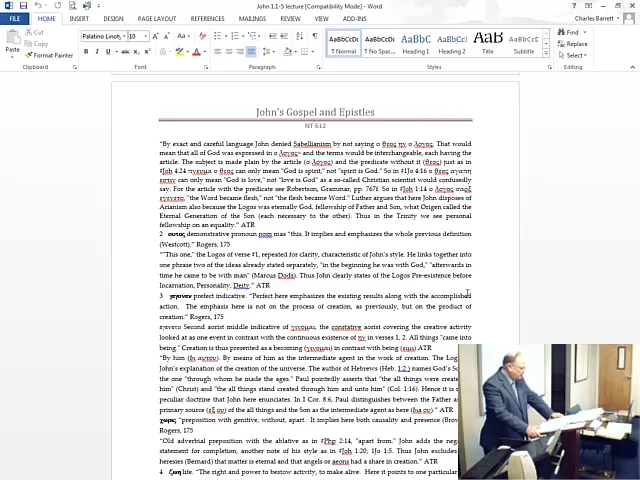 John 1.1-5 lecture [Compatibility Mode] - Word
FILE HOME INSERT DESIGN PAGE LAYOUT REFERENCES MAILINGS REVIEW VIEW ADD-INS Charles Barrett
Cut
Copy
Format Painter
Paste
Palatino Linot 10
AaBbCcDc AaBbCcDc AaBbC AaBbCc AaB AaBbCcD
¶ Normal ¶ No Spac... Heading 1 Heading 2 Title Subtitle
Find
Replace
Select
Clipboard Font Paragraph Styles Editing
John's Gospel and Epistles
NT 612
"By exact and careful language John denied Sabellianism by not saying ο θεος ην ο λογος. That would
mean that all of God was expressed in ο λογος and the terms would be interchangeable, each having the
article. The subject is made plain by the article (ο λογος) and the predicate without it (θεος) just as in
#Joh 4:24 πνευμα ο θεος can only mean "God is spirit," not "spirit is God." So in #1Jo 4:16 ο θεος αγαπη
εστιν can only mean "God is love," not "love is God" as a so-called Christian scientist would confusedly
say. For the article with the predicate see Robertson, Grammar, pp. 767f. So in #Joh 1:14 ο λογος σαρξ
εγενετο, "the Word became flesh," not "the flesh became Word." Luther argues that here John disposes of
Arianism also because the Logos was eternally God, fellowship of Father and Son, what Origen called the
Eternal Generation of the Son (each necessary to the other). Thus in the Trinity we see personal
fellowship on an equality." ATR
2 ουτος demonstrative pronoun nom mas "this. It implies and emphasizes the whole previous definition
(Westcott)." Rogers, 175
""This one," the Logos of verse #1, repeated for clarity, characteristic of John's style. He links together into
one phrase two of the ideas already stated separately, "in the beginning he was with God," "afterwards in
time he came to be with man" (Marcus Dods). Thus John clearly states of the Logos Pre-existence before
Incarnation, Personality, Deity." ATR
3 γεγονεν prefect indicative. "Perfect here emphasizes the existing results along with the accomplished
action. The emphasis here is not on the process of creation, as previously, but on the product of
creation." Rogers, 175
εγενετο Second aorist middle indicative of γινομαι, the constative aorist covering the creative activity
looked at as one event in contrast with the continuous existence of ην in verses 1, 2. All things "came into
being." Creation is thus presented as a becoming (γινομαι) in contrast with being (ειμι). ATR
"By him (δι αυτου). By means of him as the intermediate agent in the work of creation. The Log
John's explanation of the creation of the universe. The author of Hebrews (Heb. 1:2 ) names God's S
the one "through whom he made the ages." Paul pointedly asserts that "the all things were create
him" (Christ) and "the all things stand created through him and unto him" (Col. 1:16). Hence it is
peculiar doctrine that John here enunciates. In I Cor. 8:6, Paul distinguishes between the Father a
primary source (εξ ου) of the all things and the Son as the intermediate agent as here (δια ου)." ATR
χωρις "preposition with genitive, without, apart. It implies here both causality and presence (Brow
Rogers, 175
"Old adverbial preposition with the ablative as in #Php 2:14, "apart from." John adds the neg
statement for completion, another note of his style as in #Joh 1:20; 1Jo 1:5. Thus John excludes
heresies (Bernard) that matter is eternal and that angels or aeons had a share in creation." ATR
4 ζωη life. "The right and power to bestow activity, to make alive. Here it points to one particular